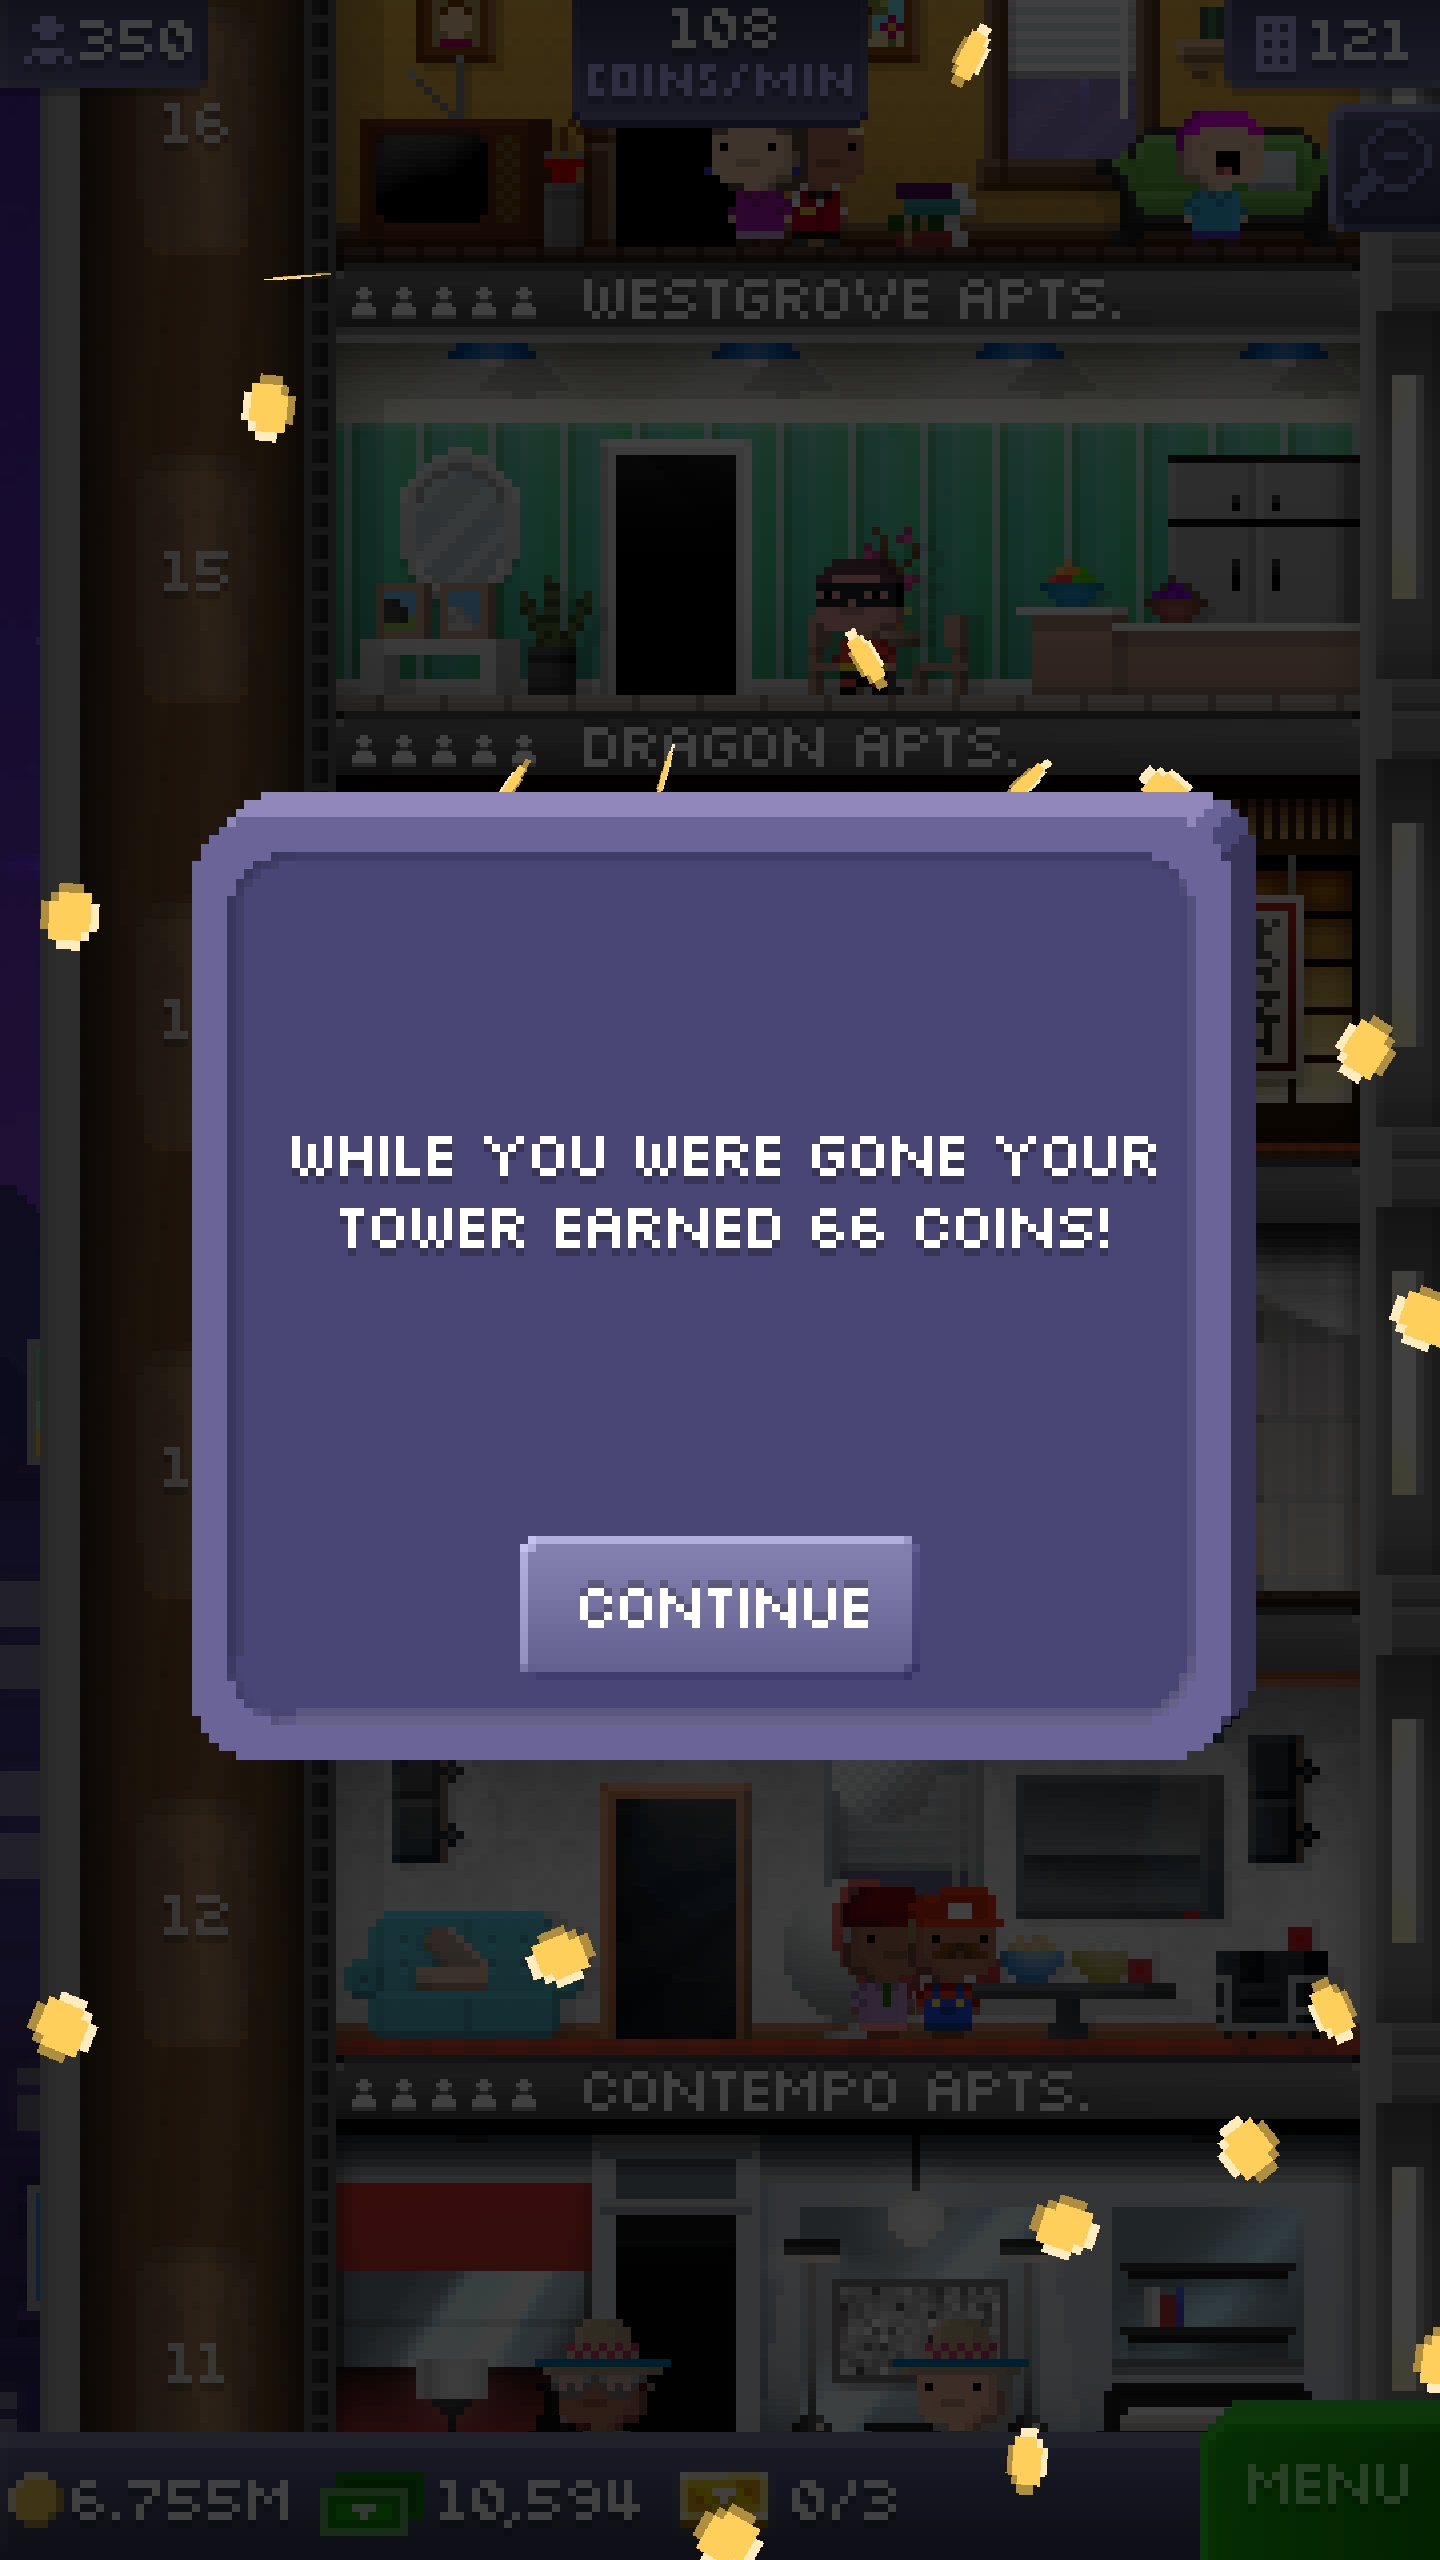 350
108
COINS/MIN
121
16
WESTGROVE APTS.
15
DRAGON APTS.
WHILE YOU WERE GONE YOUR
TOWER EARNED 66 COINS!
CONTINUE
12
CONTEMPO APTS.
11
6.755M
10,594
0/3
MENU